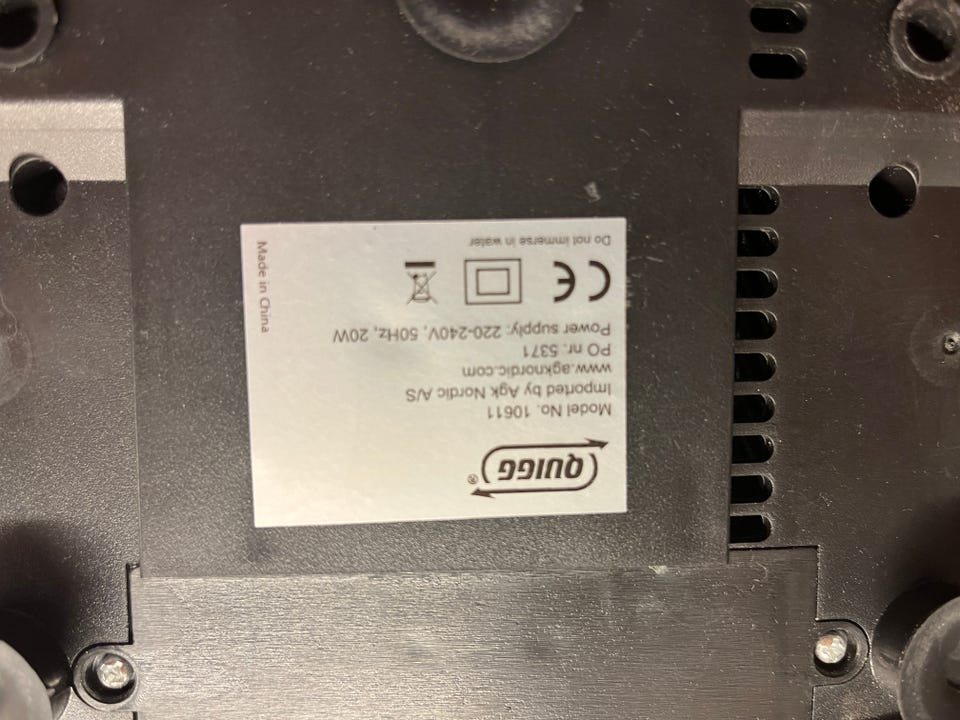 QUIGG®
Model No. 10611
Imported by Agk Nordic A/S
www.agknordic.com
PO nr. 5371
Power supply: 220-240V, 50Hz, 20W
CE
Do not immerse in water
Made in China